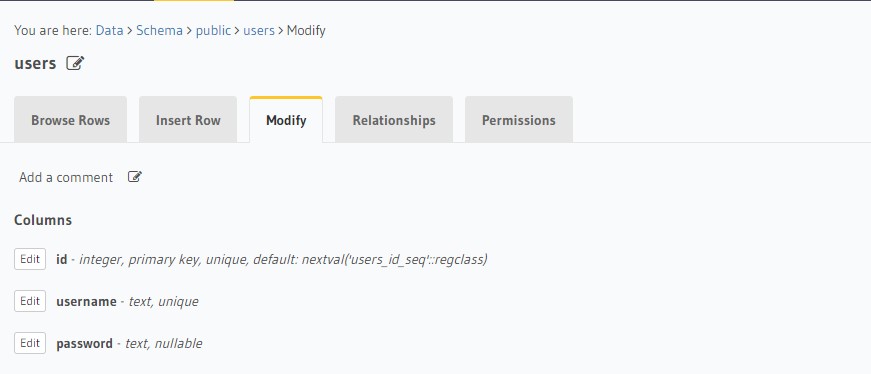 You are here: Data > Schema > public > users > Modify
users
Browse Rows Insert Row Modify Relationships Permissions
Add a comment
Columns
Edit id - integer, primary key, unique, default: nextval('users_id_seq'::regclass)
Edit username - text, unique
Edit password - text, nullable